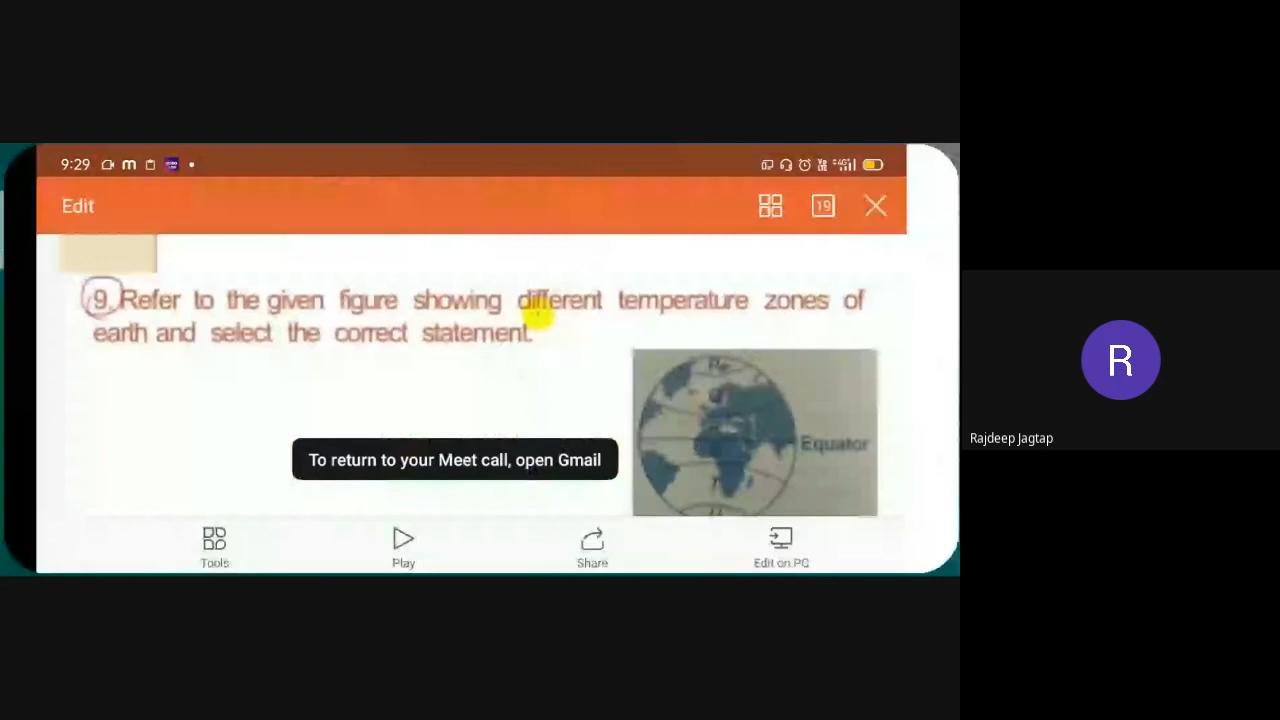 9:29
Edit
19
9. Refer to the given figure showing different temperature zones of
earth and select the correct statement.
Equator
To return to your Meet call, open Gmail
Tools
Play
Share
Edit on PC
R
Rajdeep Jagtap